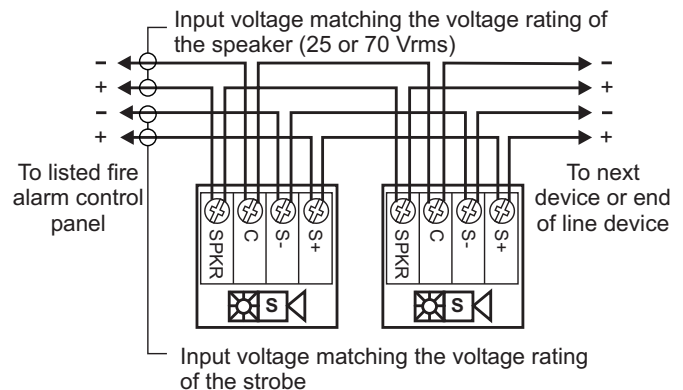 Input voltage matching the voltage rating of
the speaker (25 or 70 Vrms)
- -
+ +
- -
+ +
To listed fire
alarm control
panel
To next
device or end
of line device
SPKR C S- S+
SPKR C S- S+
S
S
Input voltage matching the voltage rating
of the strobe